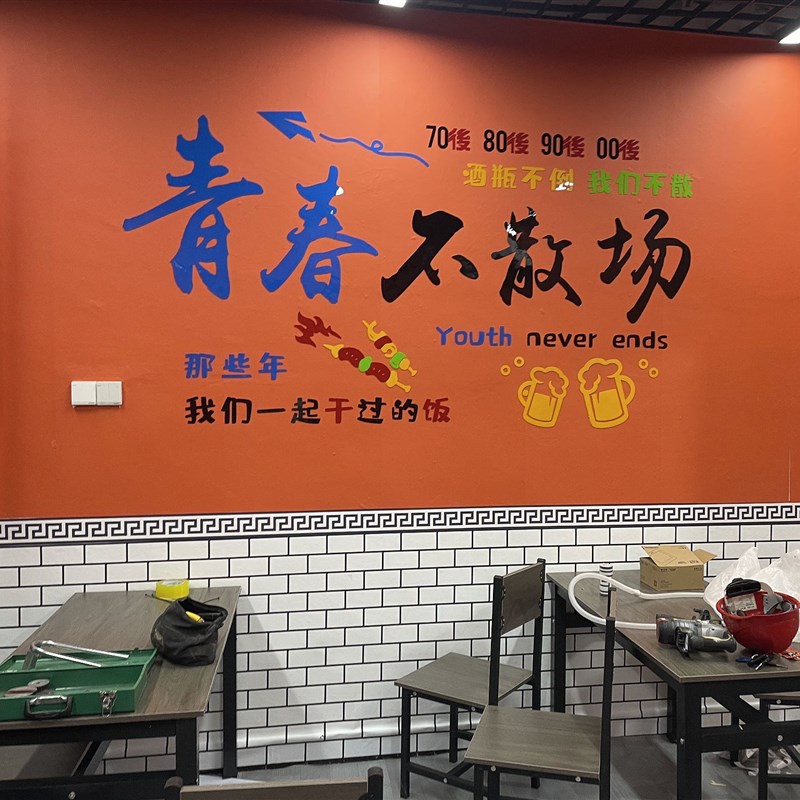 70後 80後 90後 00後
酒瓶不倒 我们不散
青春不散场
Youth never ends
那些年
我们一起干过的饭